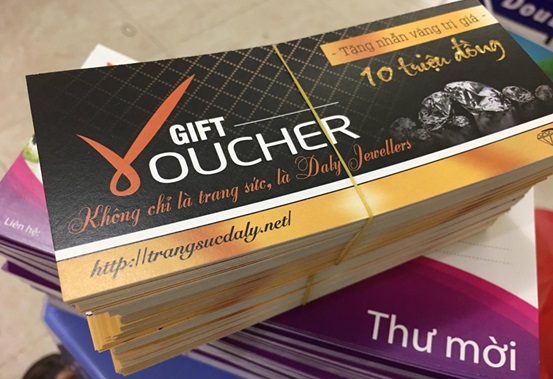 Tặng nhẫn vàng trị giá
10 triệu đồng
GIFT
VOUCHER
Không chỉ là trang sức, là Daly Jewellers
http://trangsucdaly.net/
Liên hệ:
Thư mời